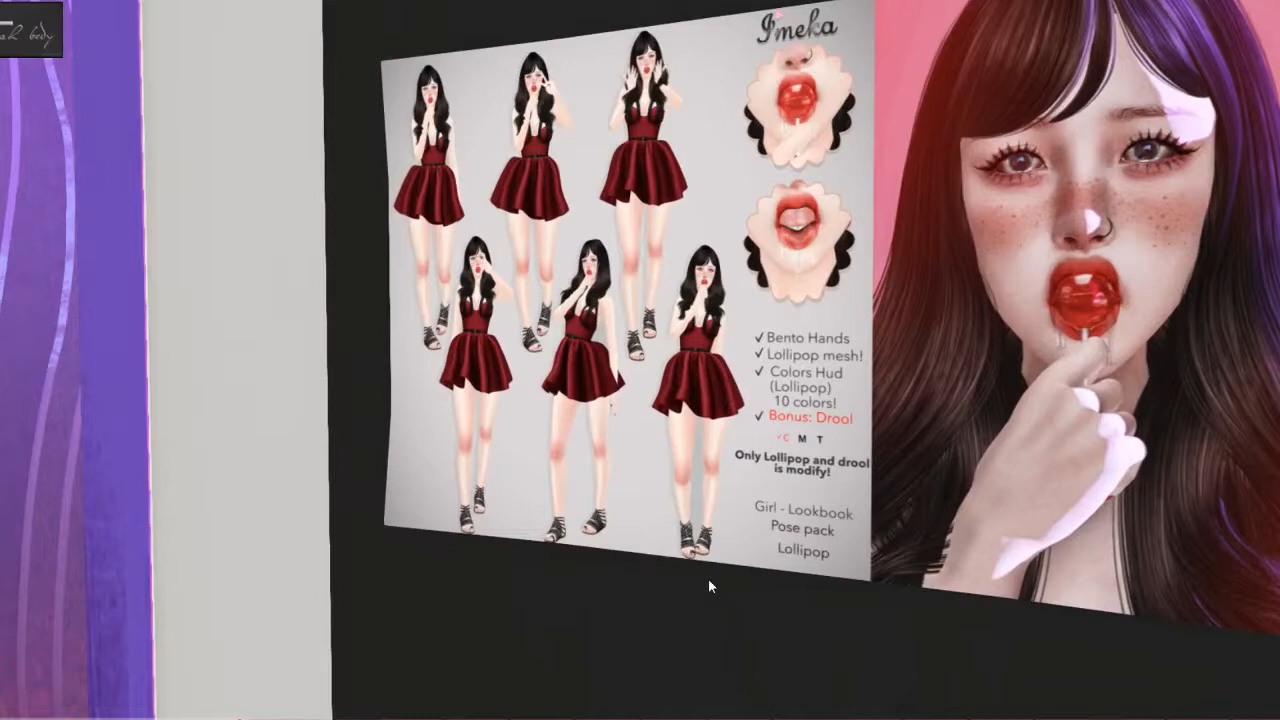 body
Imeka
✓ Bento Hands
✓ Lollipop mesh!
✓ Colors Hud
(Lollipop)
10 colors!
✓ Bonus: Drool
✓C M T
Only Lollipop and drool
is modify!
Girl - Lookbook
Pose pack
Lollipop